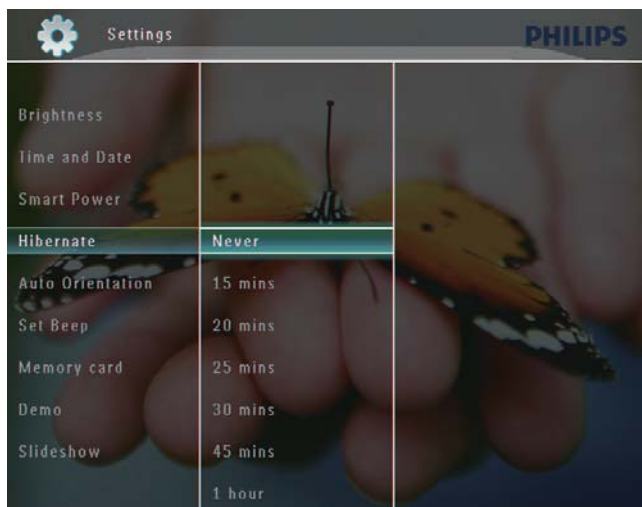 Settings
PHILIPS
Brightness
Time and Date
Smart Power
Hibernate
Auto Orientation
Set Beep
Memory card
Demo
Slideshow
Never
15 mins
20 mins
25 mins
30 mins
45 mins
1 hour